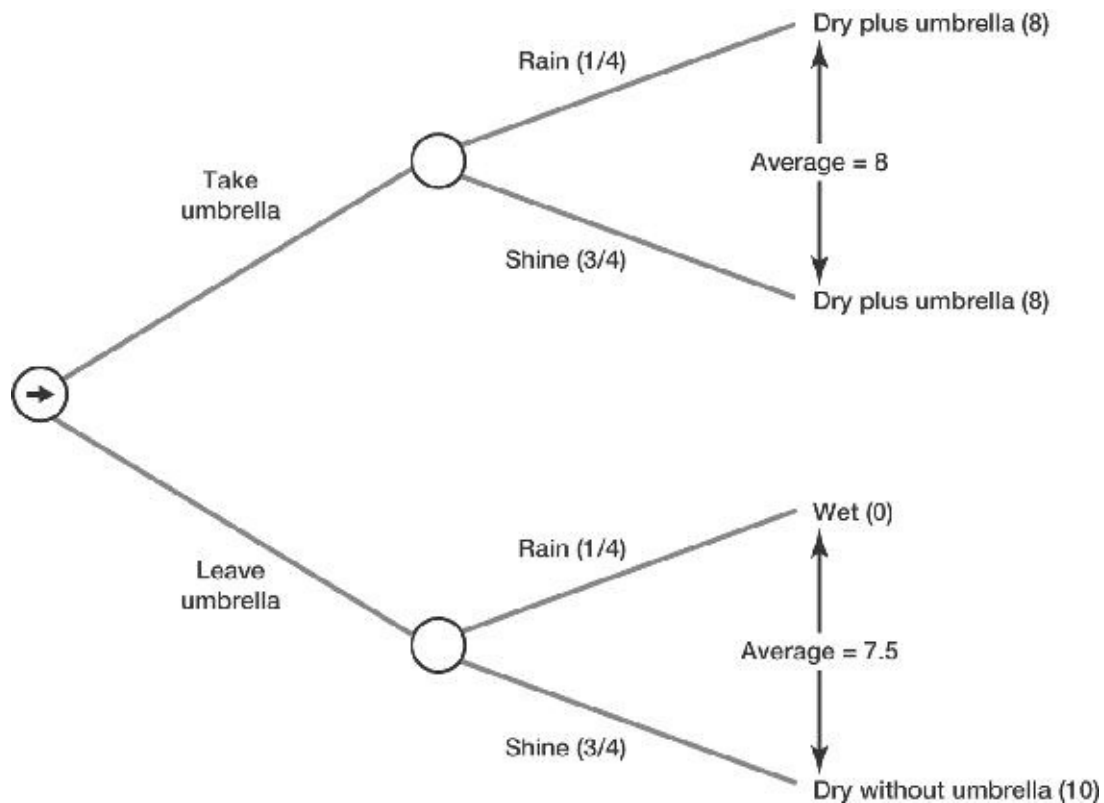 Dry plus umbrella (8)
Rain (1/4)
Average = 8
Take
umbrella
Shine (3/4)
Dry plus umbrella (8)
Wet (0)
Rain (1/4)
Leave
umbrella
Average = 7.5
Shine (3/4)
Dry without umbrella (10)